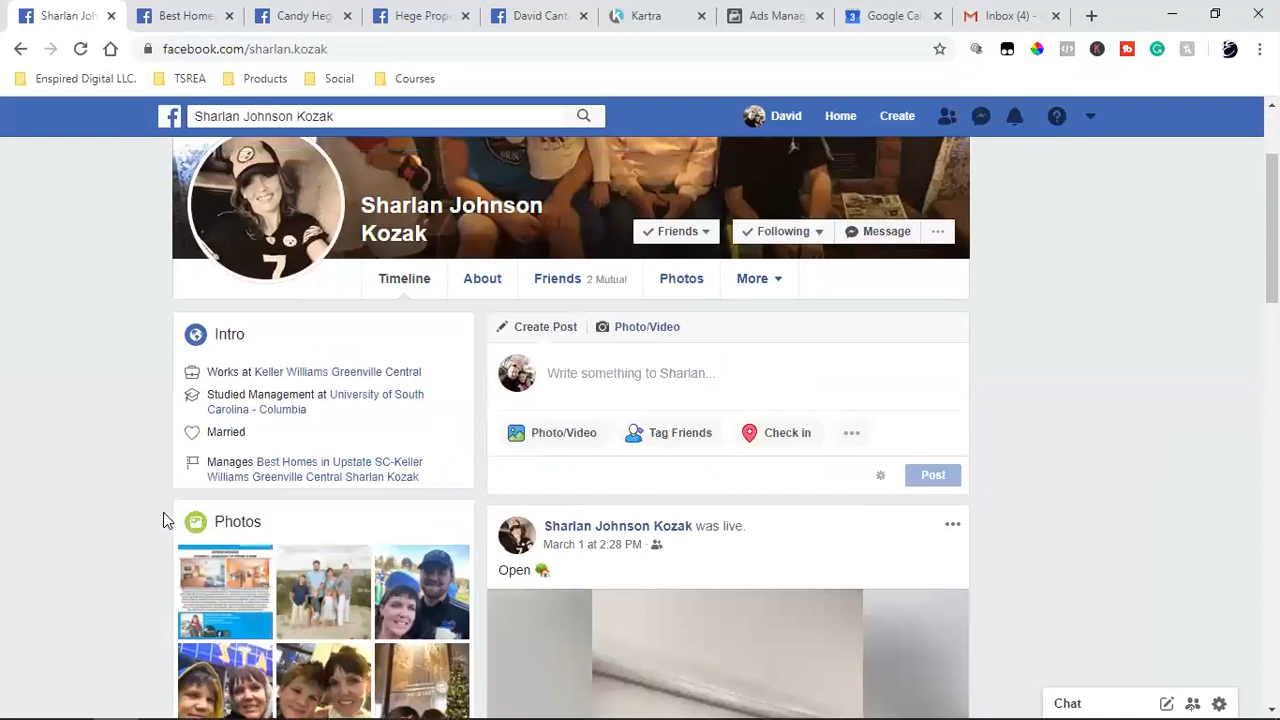 Sharlan Joh
Best Homes
Candy Heg
Hege Prope
David Cant
Kartra
Ads Manag
Google Cal
Inbox (4) -
facebook.com/sharlan.kozak
Enspired Digital LLC.
TSREA
Products
Social
Courses
Sharlan Johnson Kozak
David
Home
Create
Sharlan Johnson
Kozak
Friends
Following
Message
Timeline
About
Friends 2 Mutual
Photos
More
Intro
Works at Keller Williams Greenville Central
Studied Management at University of South
Carolina - Columbia
Married
Manages Best Homes in Upstate SC-Keller
Williams Greenville Central Sharlan Kozak
Create Post
Photo/Video
Write something to Sharlan...
Photo/Video
Tag Friends
Check in
Post
Photos
Sharlan Johnson Kozak was live.
March 1 at 2:28 PM ·
Open
Chat